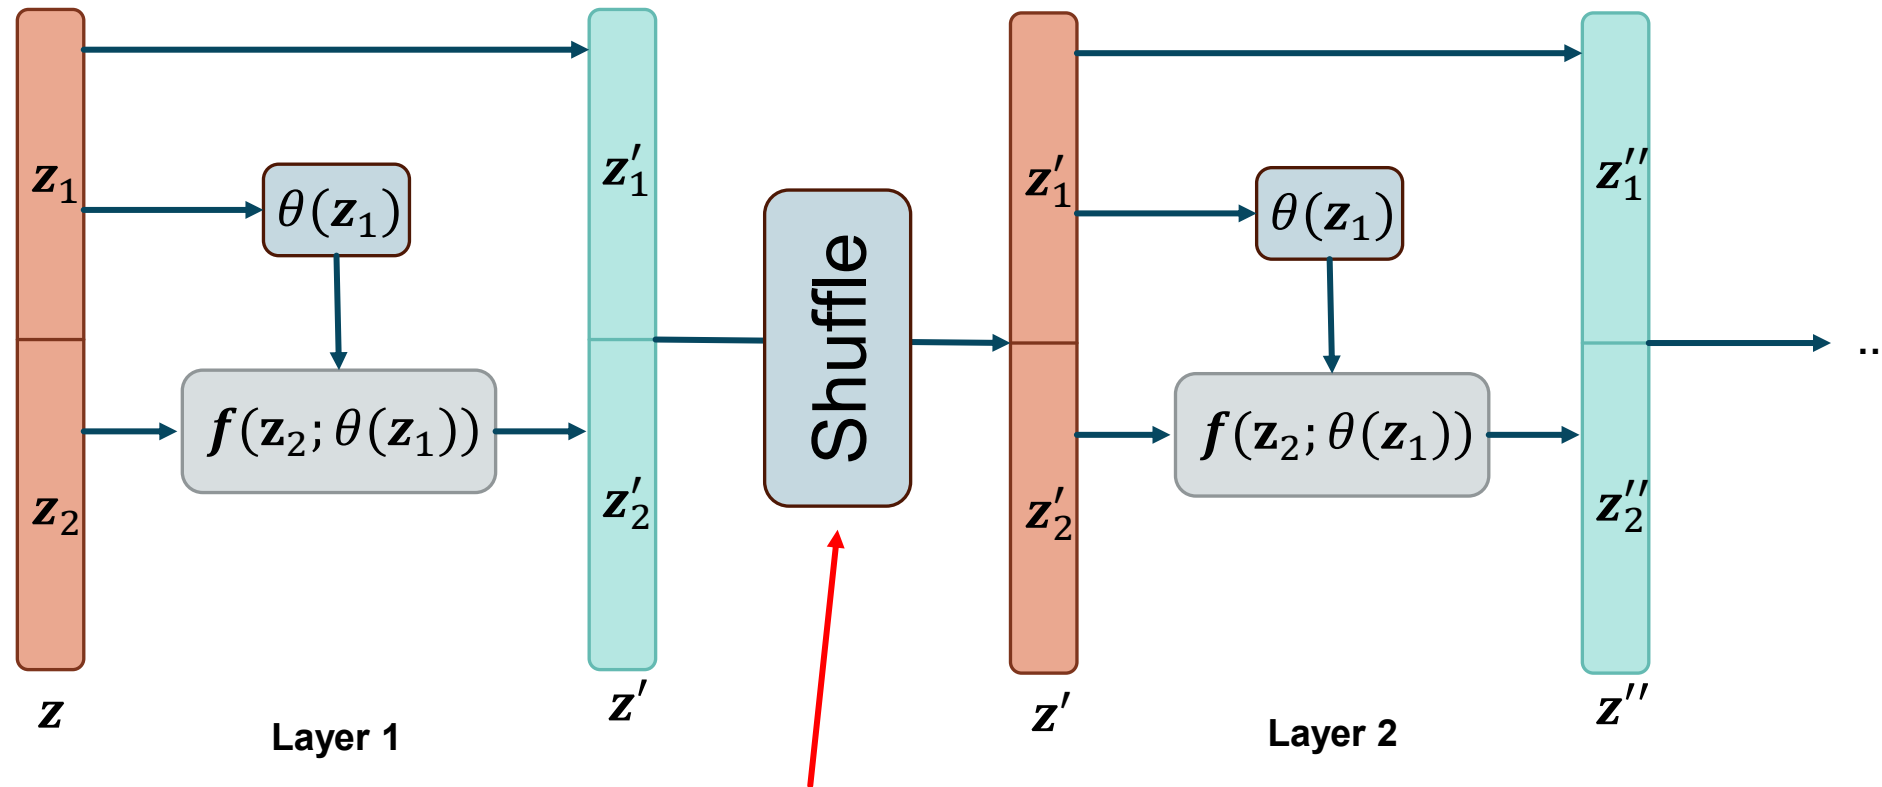 z₁
θ(z₁)
f(z₂; θ(z₁))
z₂
z
Layer 1
z′₁
z′₂
z′
Shuffle
z′₁
θ(z₁)
f(z₂; θ(z₁))
z′₂
z′
Layer 2
z′′₁
z′′₂
z′′
..